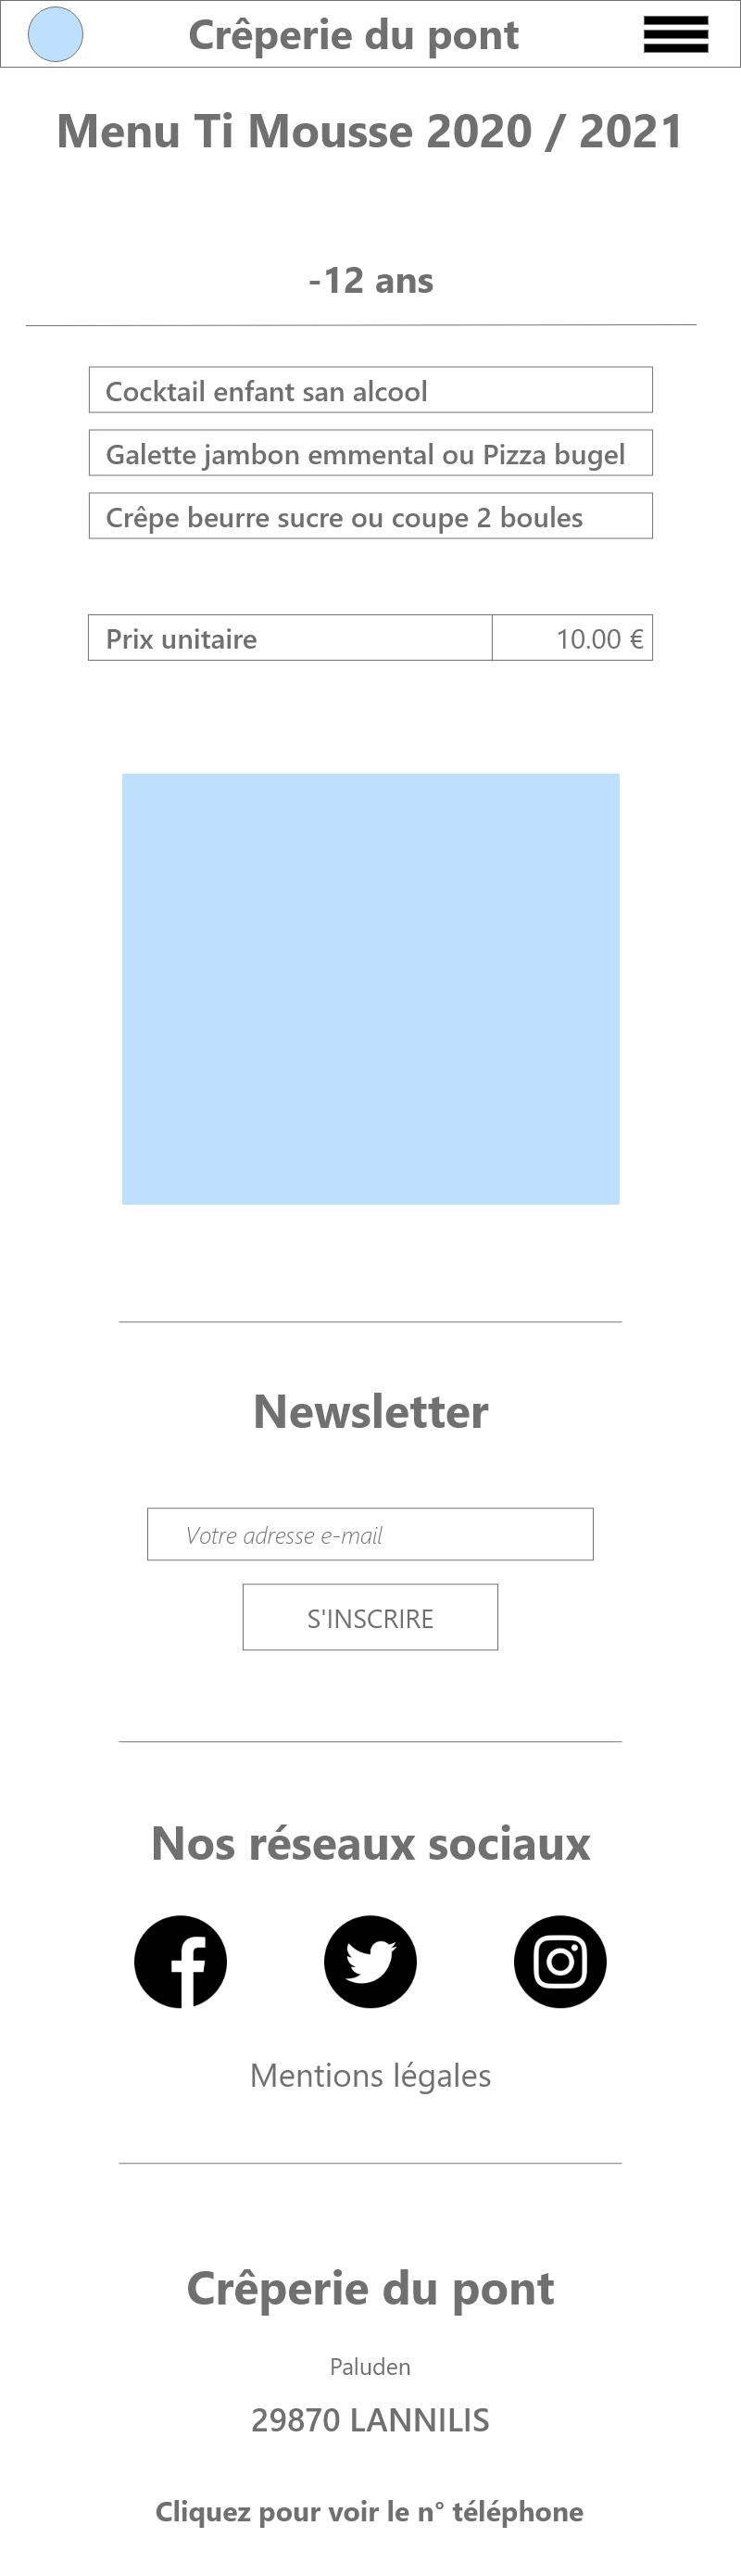 Crêperie du pont
Menu Ti Mousse 2020 / 2021
-12 ans
Cocktail enfant san alcool
Galette jambon emmental ou Pizza bugel
Crêpe beurre sucre ou coupe 2 boules
Prix unitaire 10.00 €
Newsletter
Votre adresse e-mail
S'INSCRIRE
Nos réseaux sociaux
Mentions légales
Crêperie du pont
Paluden
29870 LANNILIS
Cliquez pour voir le n° téléphone